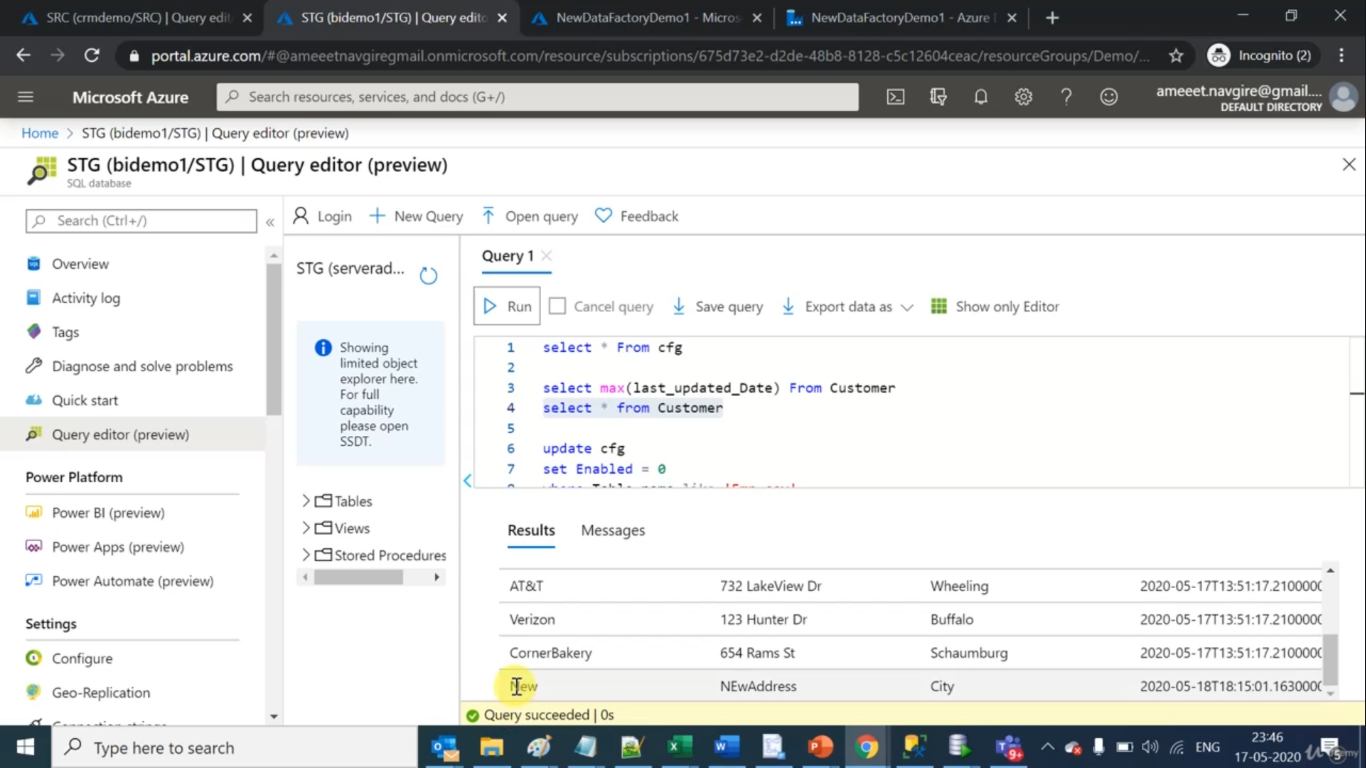 SRC (crmdemo/SRC) | Query edit
STG (bidemo1/STG) | Query edito
NewDataFactoryDemo1 - Micros
NewDataFactoryDemo1 - Azure D
portal.azure.com/#@ameeetnavgiregmail.onmicrosoft.com/resource/subscriptions/675d73e2-d2de-48b8-8128-c5c12604ceac/resourceGroups/Demo/...
Incognito (2)
Microsoft Azure
Search resources, services, and docs (G+/)
ameeet.navgire@gmail....
DEFAULT DIRECTORY
Home > STG (bidemo1/STG) | Query editor (preview)
STG (bidemo1/STG) | Query editor (preview)
SQL database
Search (Ctrl+/)
Overview
Activity log
Tags
Diagnose and solve problems
Quick start
Query editor (preview)
Power Platform
Power BI (preview)
Power Apps (preview)
Power Automate (preview)
Settings
Configure
Geo-Replication
Connection strings
Login
New Query
Open query
Feedback
STG (serverad...
Showing
limited object
explorer here.
For full
capability
please open
SSDT.
Tables
Views
Stored Procedures
Query 1
Run
Cancel query
Save query
Export data as
Show only Editor
1 select * From cfg
2
3 select max(last_updated_Date) From Customer
4 select * from Customer
5
6 update cfg
7 set Enabled = 0
Results
Messages
AT&T 732 LakeView Dr Wheeling 2020-05-17T13:51:17.2100000
Verizon 123 Hunter Dr Buffalo 2020-05-17T13:51:17.2100000
CornerBakery 654 Rams St Schaumburg 2020-05-17T13:51:17.2100000
New NEwAddress City 2020-05-18T18:15:01.1630000
Query succeeded | 0s
Type here to search
9+
ENG
23:46
17-05-2020
5